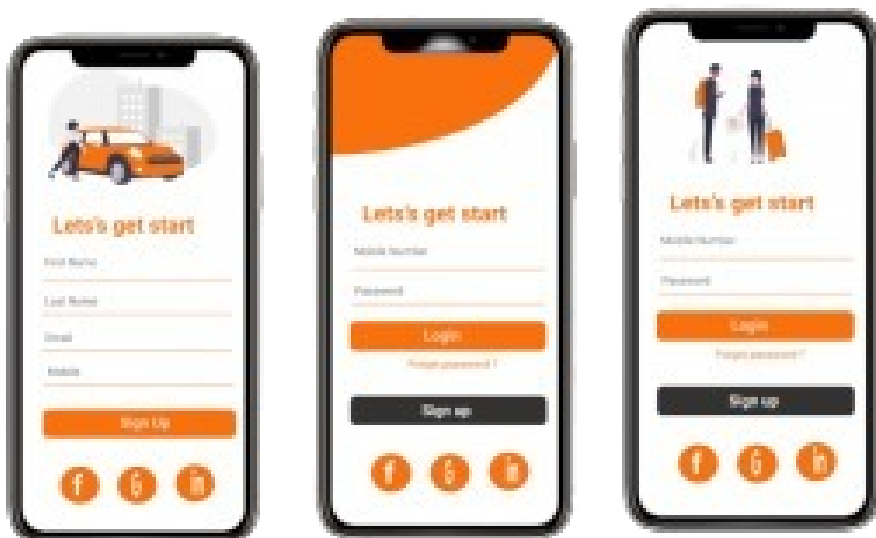 Lets's get start
First Name
Last Name
Email
Mobile
Sign Up
f G in
Lets's get start
Mobile Number
Password
Login
Forgot password ?
Sign up
f G in
Lets's get start
Mobile Number
Password
Login
Forgot password ?
Sign up
f G in